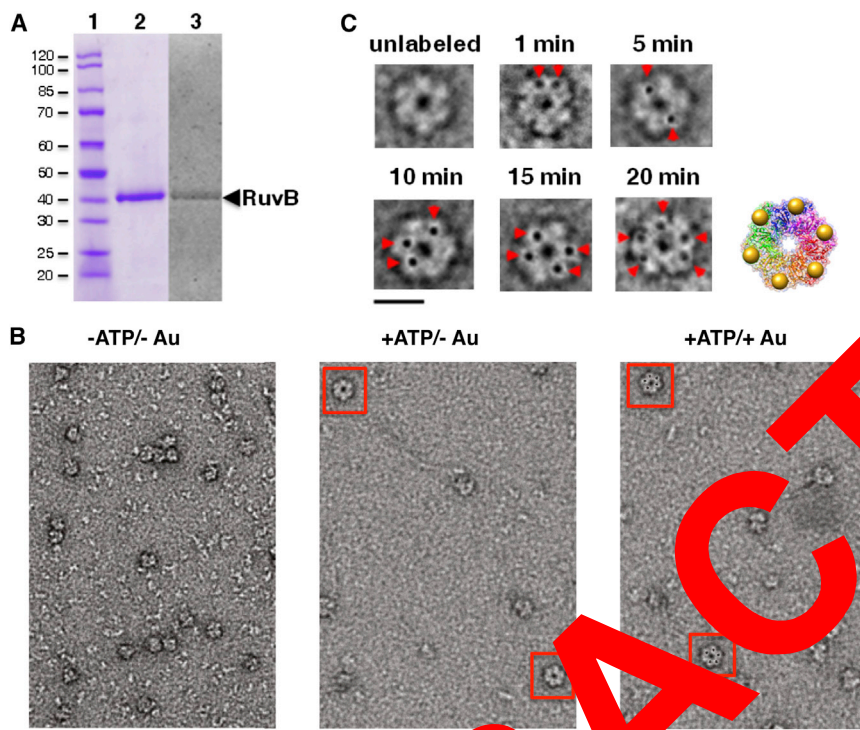 A
1 2 3
120
100
85
70
60
50
40
30
25
20
RuvB
C
unlabeled
1 min
5 min
10 min
15 min
20 min
B
-ATP/- Au
+ATP/- Au
+ATP/+ Au